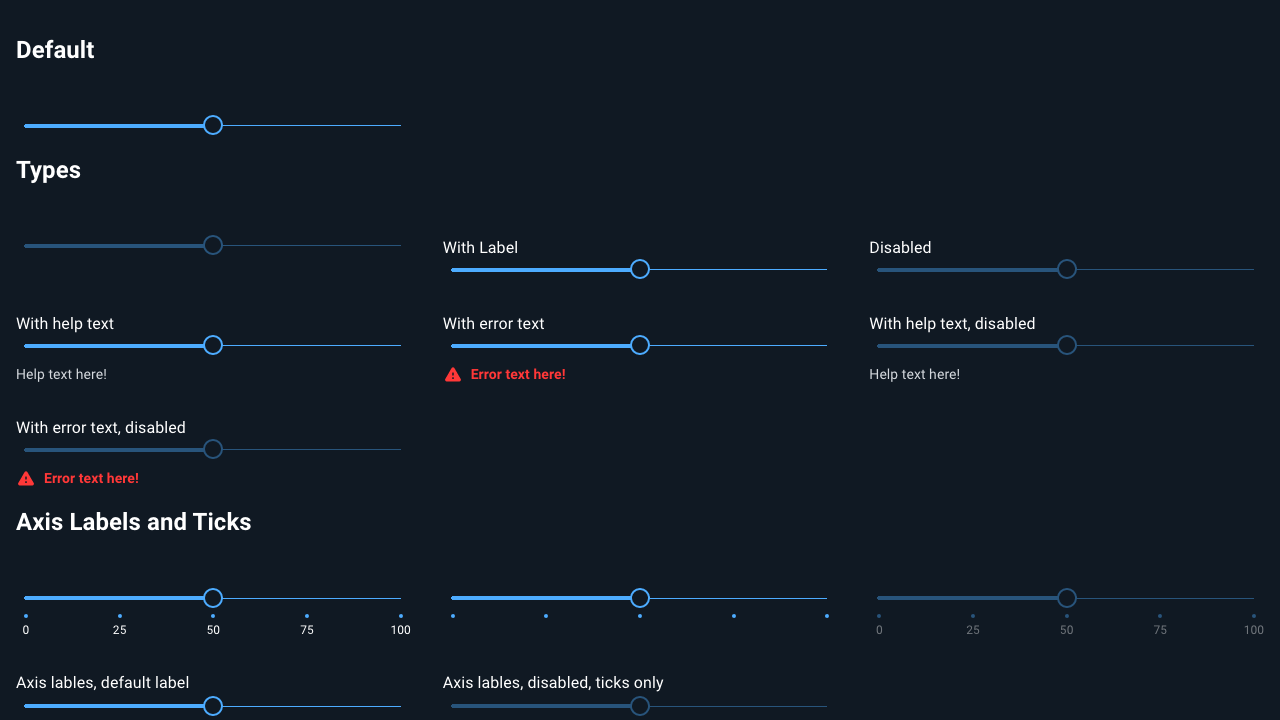 Default
Types
With Label
Disabled
With help text
With error text
With help text, disabled
Help text here!
Error text here!
Help text here!
With error text, disabled
Error text here!
Axis Labels and Ticks
0 25 50 75 100
0 25 50 75 100
Axis lables, default label
Axis lables, disabled, ticks only